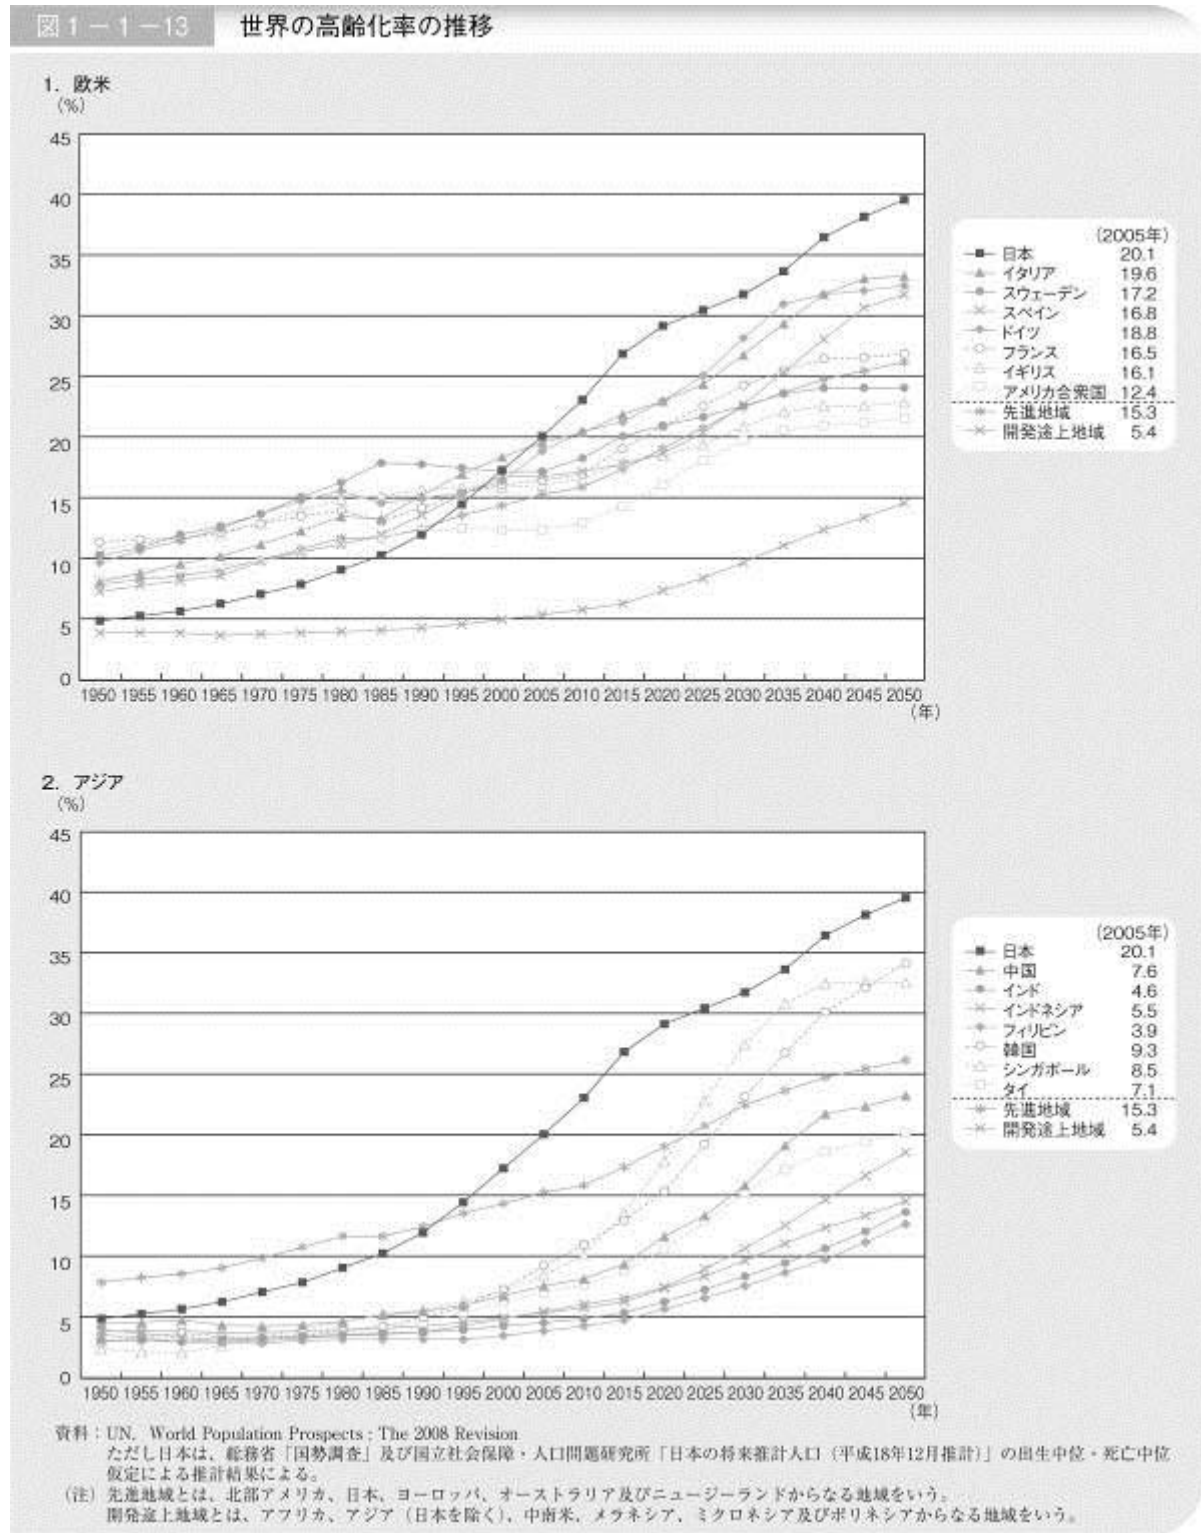 図1-1-13 世界の高齢化率の推移
1. 欧米
(%)
45
40
35
30
25
20
15
10
5
0
1950 1955 1960 1965 1970 1975 1980 1985 1990 1995 2000 2005 2010 2015 2020 2025 2030 2035 2040 2045 2050
(年)
(2005年)
日本 20.1
イタリア 19.6
スウェーデン 17.2
スペイン 16.8
ドイツ 18.8
フランス 16.5
イギリス 16.1
アメリカ合衆国 12.4
先進地域 15.3
開発途上地域 5.4
2. アジア
(%)
45
40
35
30
25
20
15
10
5
0
1950 1955 1960 1965 1970 1975 1980 1985 1990 1995 2000 2005 2010 2015 2020 2025 2030 2035 2040 2045 2050
(年)
(2005年)
日本 20.1
中国 7.6
インド 4.6
インドネシア 5.5
フィリピン 3.9
韓国 9.3
シンガポール 8.5
タイ 7.1
先進地域 15.3
開発途上地域 5.4
資料:UN, World Population Prospects : The 2008 Revision
ただし日本は、総務省「国勢調査」及び国立社会保障・人口問題研究所「日本の将来推計人口(平成18年12月推計)」の出生中位・死亡中位
仮定による推計結果による。
(注)先進地域とは、北部アメリカ、日本、ヨーロッパ、オーストラリア及びニュージーランドからなる地域をいう。
開発途上地域とは、アフリカ、アジア(日本を除く)、中南米、メラネシア、ミクロネシア及びポリネシアからなる地域をいう。